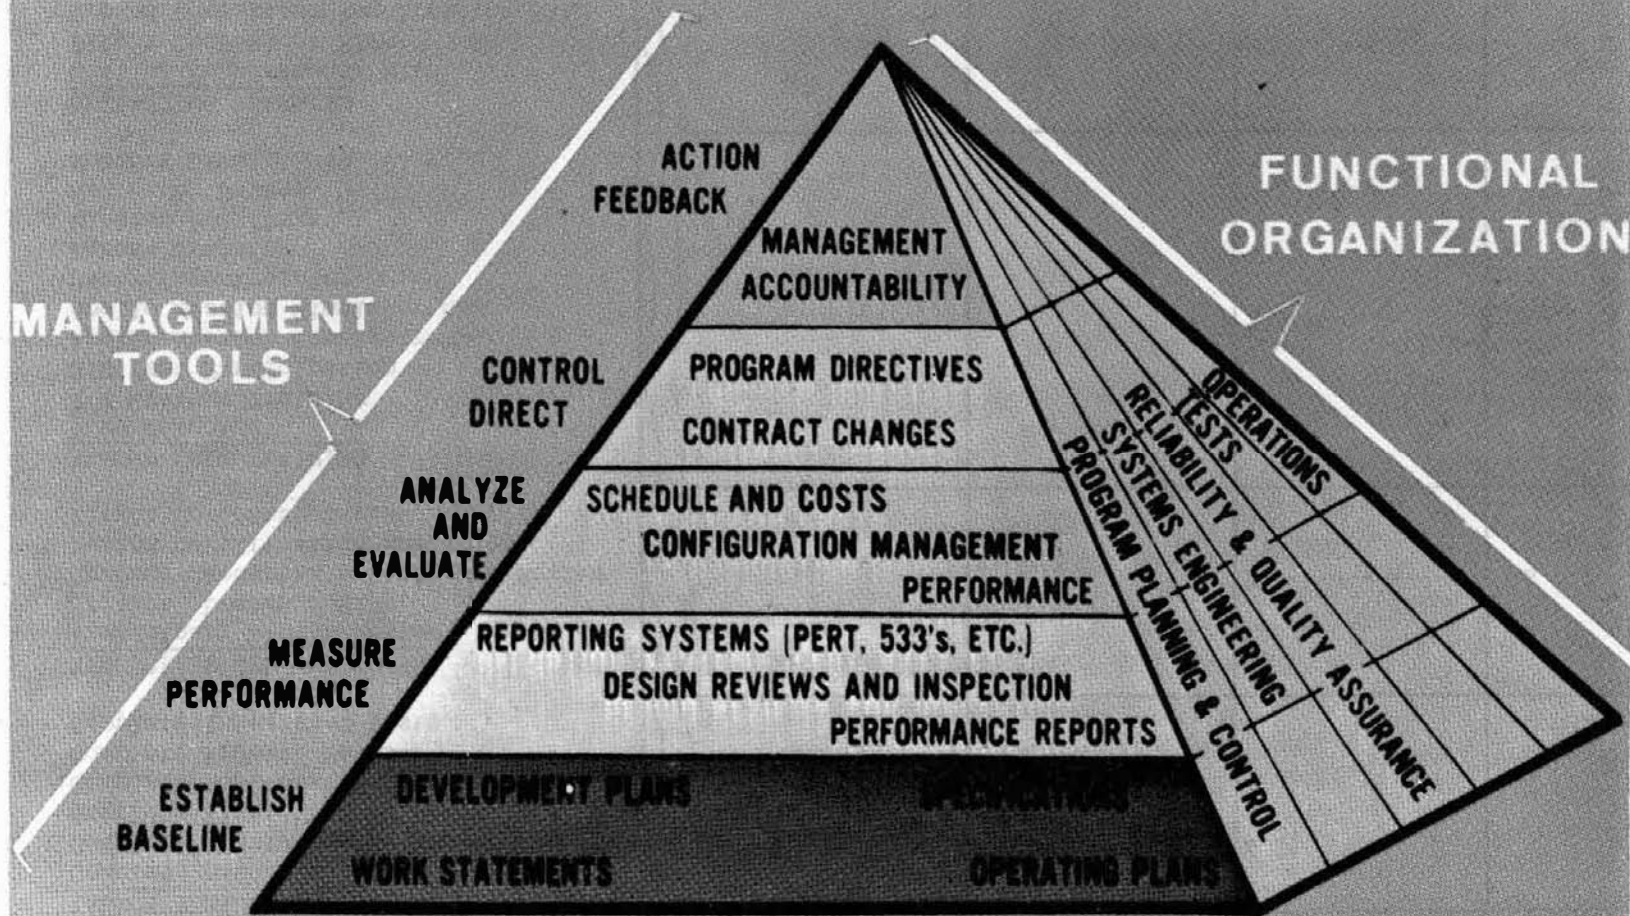 MANAGEMENT
TOOLS
FUNCTIONAL
ORGANIZATION
ACTION
FEEDBACK
MANAGEMENT
ACCOUNTABILITY
CONTROL
DIRECT
PROGRAM DIRECTIVES
CONTRACT CHANGES
ANALYZE
AND
EVALUATE
SCHEDULE AND COSTS
CONFIGURATION MANAGEMENT
PERFORMANCE
MEASURE
PERFORMANCE
REPORTING SYSTEMS (PERT, 533's, ETC.)
DESIGN REVIEWS AND INSPECTION
PERFORMANCE REPORTS
ESTABLISH
BASELINE
DEVELOPMENT PLANS
SPECIFICATIONS
WORK STATEMENTS
OPERATING PLANS
PROGRAM PLANNING & CONTROL
SYSTEMS ENGINEERING
RELIABILITY & QUALITY ASSURANCE
TESTS
OPERATIONS